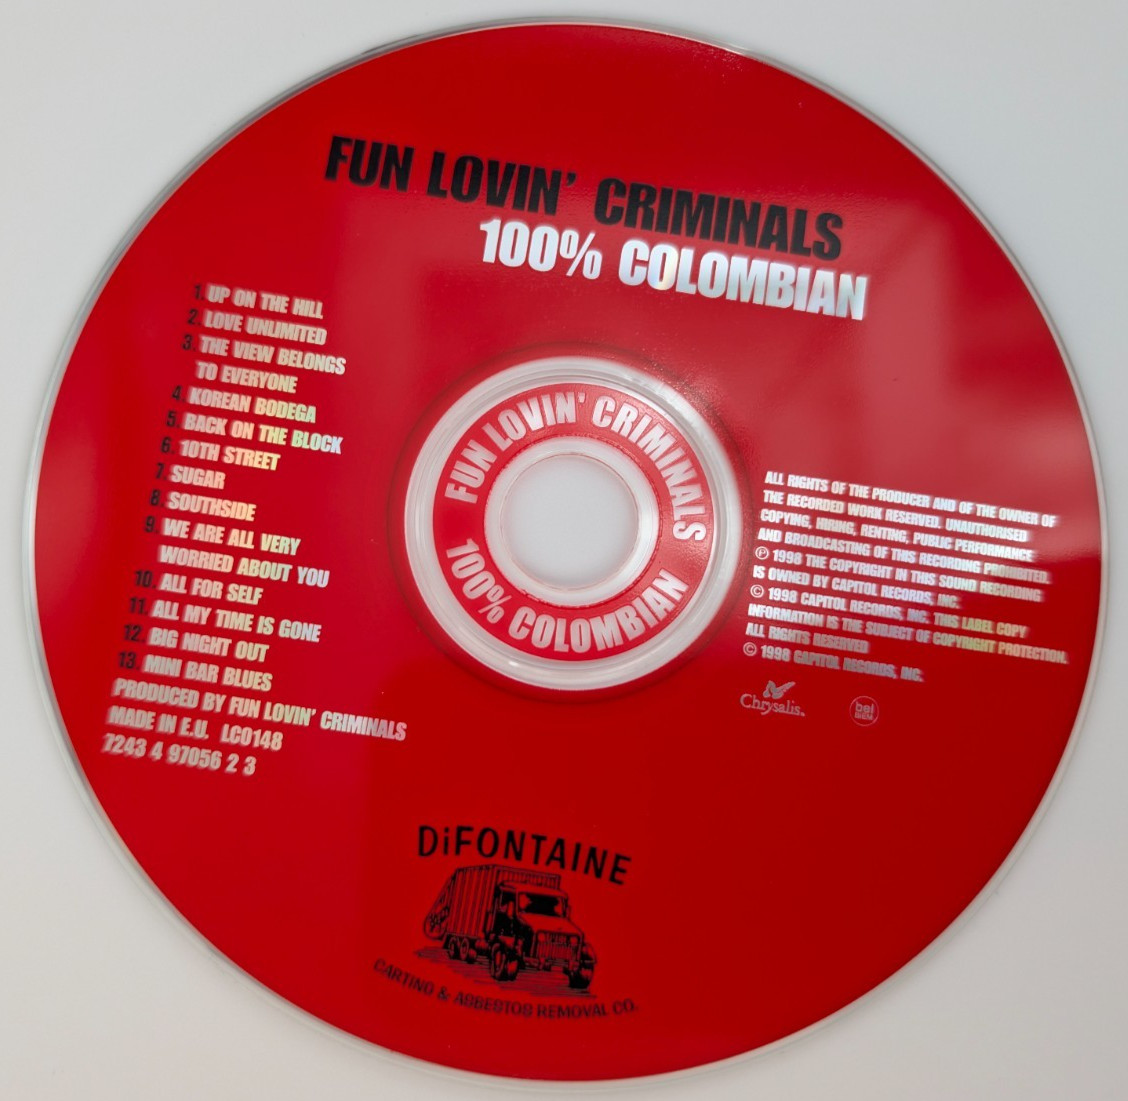 FUN LOVIN' CRIMINALS
100% COLOMBIAN
1. UP ON THE HILL
2. LOVE UNLIMITED
3. THE VIEW BELONGS
TO EVERYONE
4. KOREAN BODEGA
5. BACK ON THE BLOCK
6. 10TH STREET
7. SUGAR
8. SOUTHSIDE
9. WE ARE ALL VERY
WORRIED ABOUT YOU
10. ALL FOR SELF
11. ALL MY TIME IS GONE
12. BIG NIGHT OUT
13. MINI BAR BLUES
PRODUCED BY FUN LOVIN' CRIMINALS
MADE IN E.U. LC0148
7243 4 97056 2 3
FUN LOVIN' CRIMINALS
100% COLOMBIAN
ALL RIGHTS OF THE PRODUCER AND OF THE OWNER OF
THE RECORDED WORK RESERVED. UNAUTHORISED
COPYING, HIRING, RENTING, PUBLIC PERFORMANCE
AND BROADCASTING OF THIS RECORDING PROHIBITED.
℗ 1998 THE COPYRIGHT IN THIS SOUND RECORDING
IS OWNED BY CAPITOL RECORDS, INC.
© 1998 CAPITOL RECORDS, INC. THIS LABEL COPY
INFORMATION IS THE SUBJECT OF COPYRIGHT PROTECTION.
ALL RIGHTS RESERVED
© 1998 CAPITOL RECORDS, INC.
Chrysalis.
bel
BIEM
DiFONTAINE
CARTING & ASBESTOS REMOVAL CO.